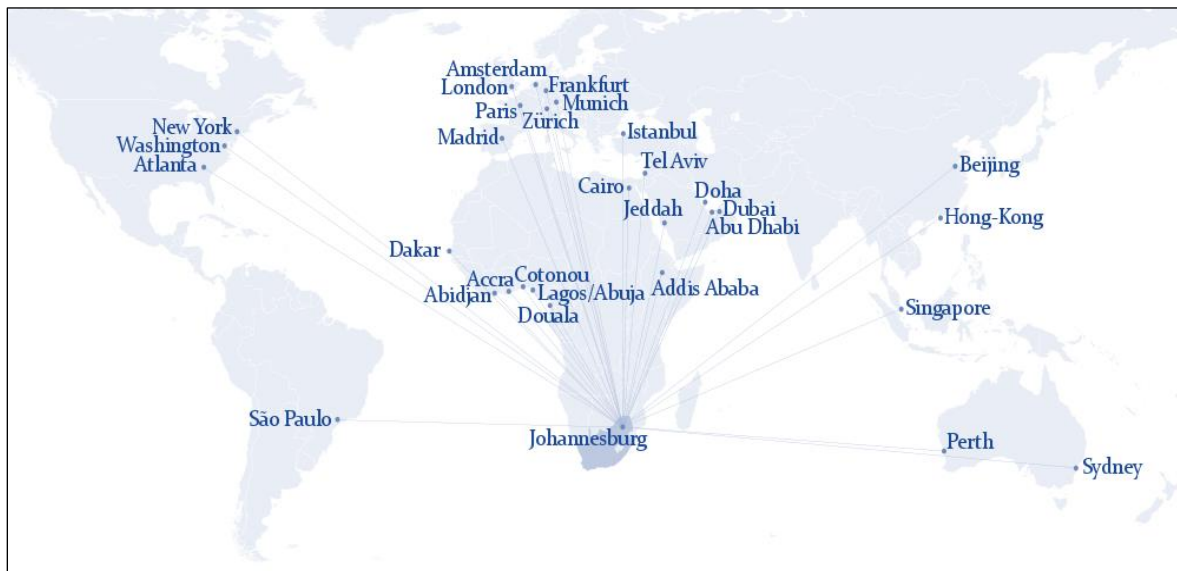 Amsterdam
London
Frankfurt
Paris
Munich
Zürich
New York
Washington
Madrid
Istanbul
Atlanta
Tel Aviv
Beijing
Cairo
Doha
Jeddah
Dubai
Hong-Kong
Abu Dhabi
Dakar
Accra
Cotonou
Abidjan
Lagos/Abuja
Addis Ababa
Douala
Singapore
São Paulo
Johannesburg
Perth
Sydney